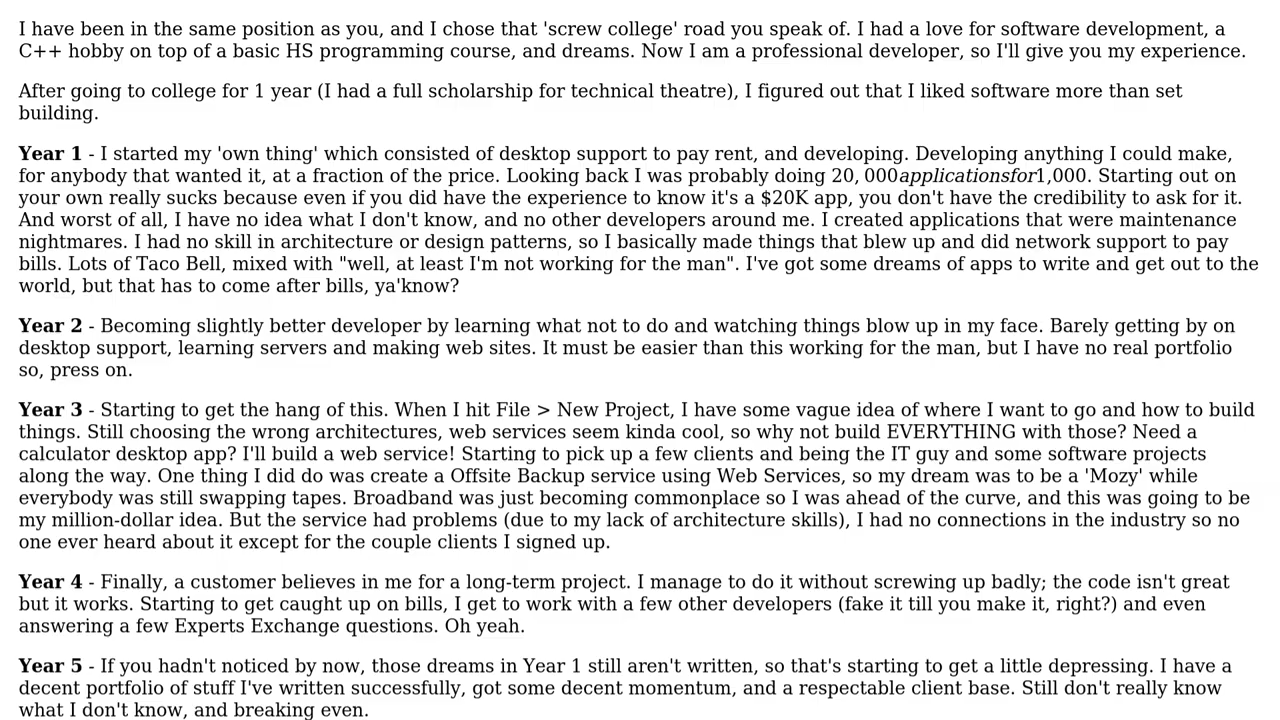 I have been in the same position as you, and I chose that 'screw college' road you speak of. I had a love for software development, a
C++ hobby on top of a basic HS programming course, and dreams. Now I am a professional developer, so I'll give you my experience.
After going to college for 1 year (I had a full scholarship for technical theatre), I figured out that I liked software more than set
building.
Year 1 - I started my 'own thing' which consisted of desktop support to pay rent, and developing. Developing anything I could make,
for anybody that wanted it, at a fraction of the price. Looking back I was probably doing 20,000applicationsfor1,000. Starting out on
your own really sucks because even if you did have the experience to know it's a $20K app, you don't have the credibility to ask for it.
And worst of all, I have no idea what I don't know, and no other developers around me. I created applications that were maintenance
nightmares. I had no skill in architecture or design patterns, so I basically made things that blew up and did network support to pay
bills. Lots of Taco Bell, mixed with "well, at least I'm not working for the man". I've got some dreams of apps to write and get out to the
world, but that has to come after bills, ya'know?
Year 2 - Becoming slightly better developer by learning what not to do and watching things blow up in my face. Barely getting by on
desktop support, learning servers and making web sites. It must be easier than this working for the man, but I have no real portfolio
so, press on.
Year 3 - Starting to get the hang of this. When I hit File > New Project, I have some vague idea of where I want to go and how to build
things. Still choosing the wrong architectures, web services seem kinda cool, so why not build EVERYTHING with those? Need a
calculator desktop app? I'll build a web service! Starting to pick up a few clients and being the IT guy and some software projects
along the way. One thing I did do was create a Offsite Backup service using Web Services, so my dream was to be a 'Mozy' while
everybody was still swapping tapes. Broadband was just becoming commonplace so I was ahead of the curve, and this was going to be
my million-dollar idea. But the service had problems (due to my lack of architecture skills), I had no connections in the industry so no
one ever heard about it except for the couple clients I signed up.
Year 4 - Finally, a customer believes in me for a long-term project. I manage to do it without screwing up badly; the code isn't great
but it works. Starting to get caught up on bills, I get to work with a few other developers (fake it till you make it, right?) and even
answering a few Experts Exchange questions. Oh yeah.
Year 5 - If you hadn't noticed by now, those dreams in Year 1 still aren't written, so that's starting to get a little depressing. I have a
decent portfolio of stuff I've written successfully, got some decent momentum, and a respectable client base. Still don't really know
what I don't know, and breaking even.